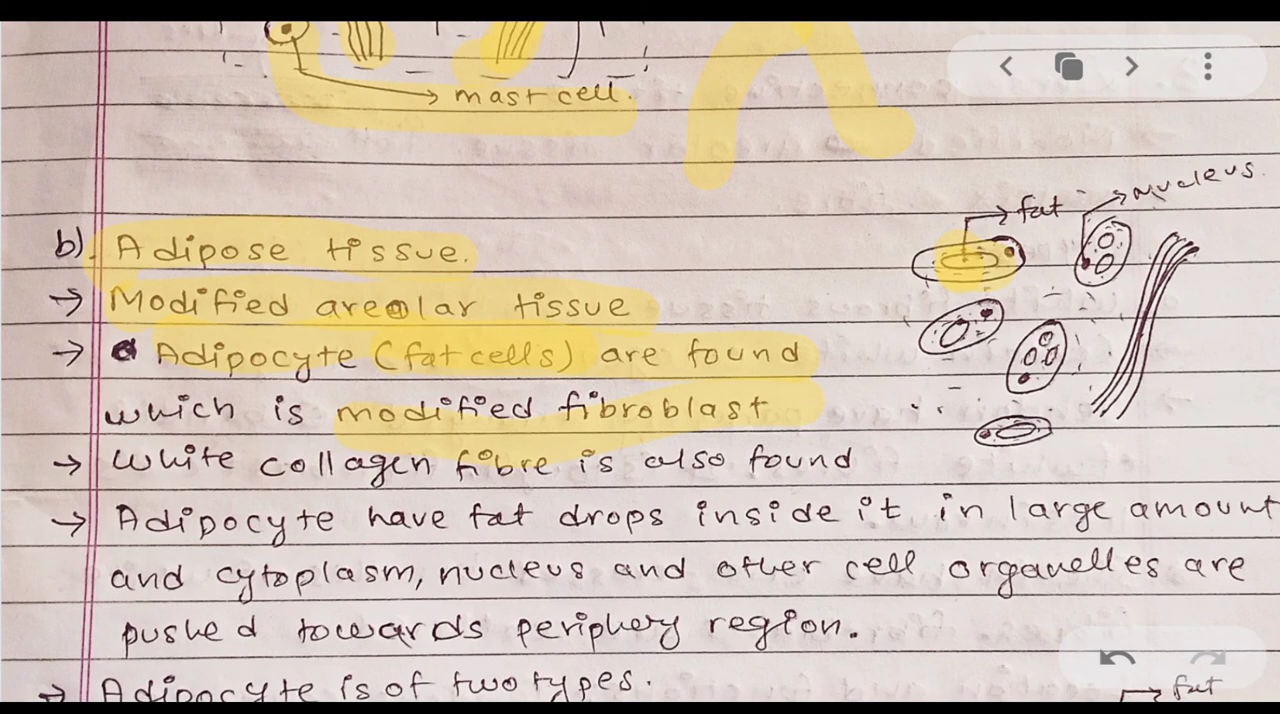 mast cell.
fat
Nucleus.
b). Adipose tissue.
→ Modified areolar tissue
→ Adipocyte (fat cells) are found
which is modified fibroblast
→ White collagen fibre is also found
→ Adipocyte have fat drops inside it in large amount
and cytoplasm, nucleus and other cell organelles are
pushed towards periphery region.
→ Adipocyte is of two types.
fat